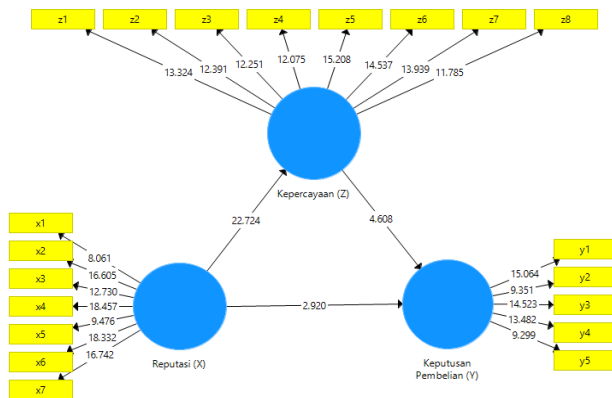 z1 z2 z3 z4 z5 z6 z7 z8
13.324 12.391 12.251 12.075 15.208 14.537 13.939 11.785
Kepercayaan (Z)
22.724 4.608
x1
x2
x3
x4
x5
x6
x7
8.061
16.605
12.730
18.457
9.476
18.332
16.742
Reputasi (X)
2.920
Keputusan
Pembelian (Y)
15.064
9.351
14.523
13.482
9.299
y1
y2
y3
y4
y5